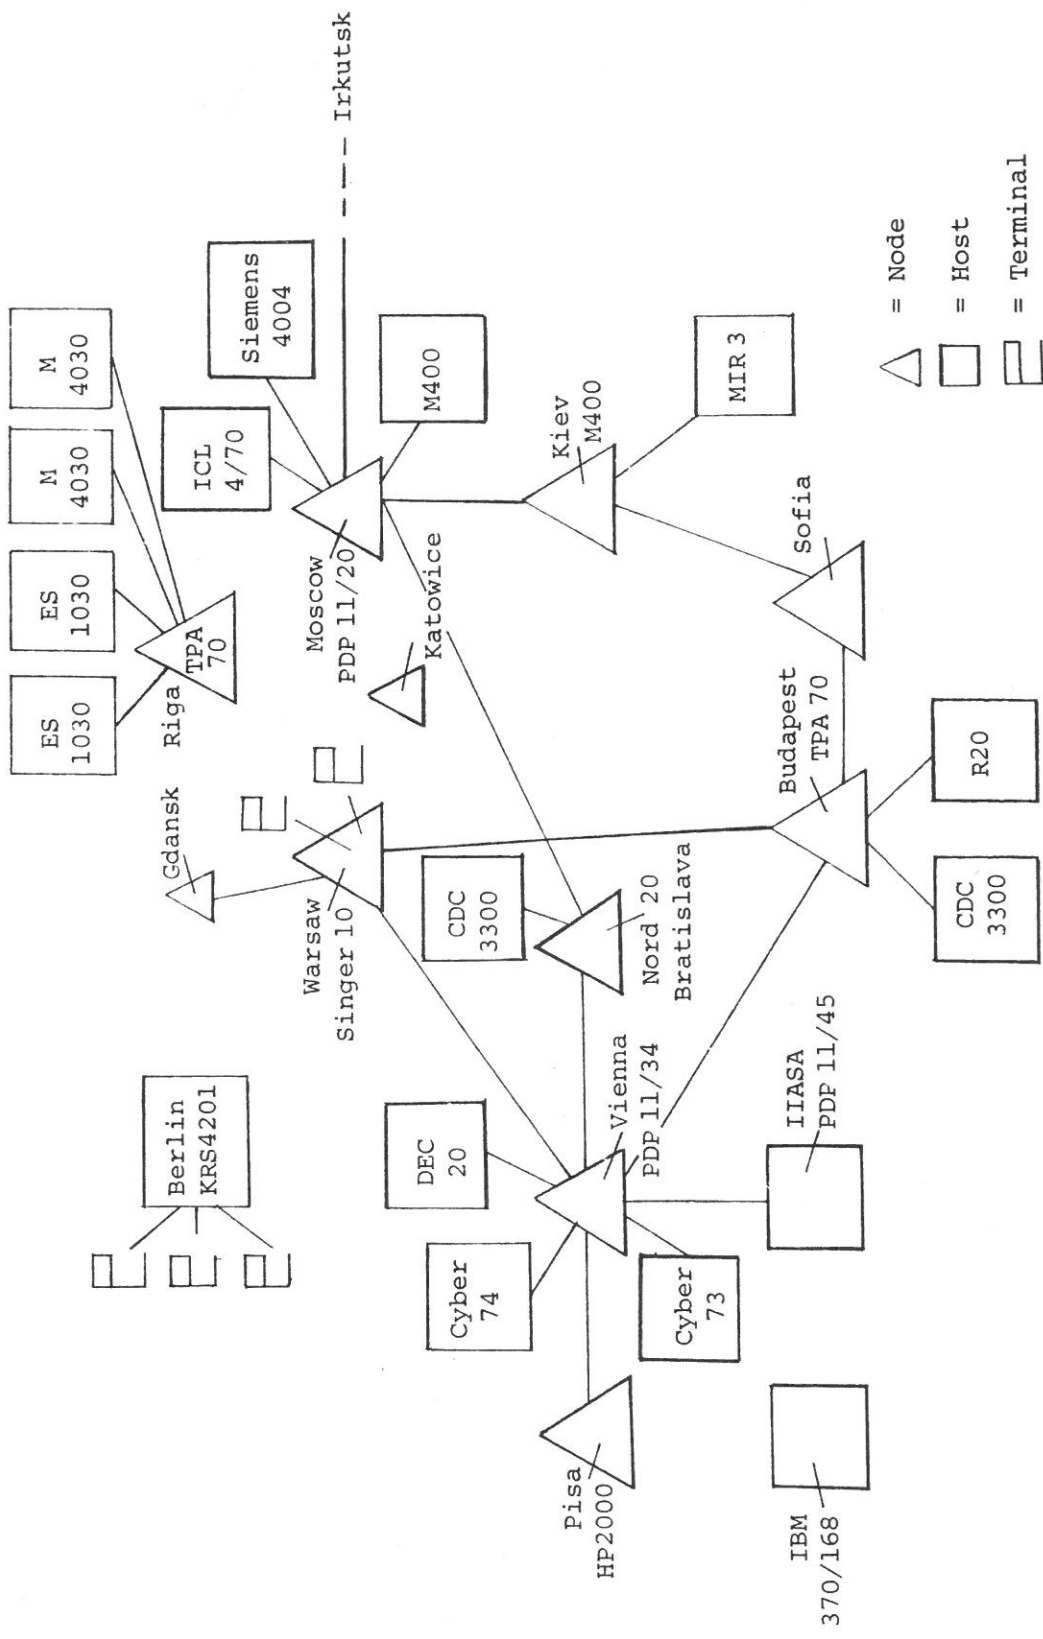 ES
1030
ES
1030
M
4030
M
4030
Riga
TPA
70
Gdansk
ICL
4/70
Siemens
4004
Irkutsk
Moscow
PDP 11/20
M400
Katowice
Berlin
KRS4201
Warsaw
Singer 10
Kiev
M400
MIR 3
CDC
3300
Nord 20
Bratislava
Sofia
Budapest
TPA 70
R20
CDC
3300
DEC
20
Cyber
74
Vienna
PDP 11/34
Cyber
73
IIASA
PDP 11/45
Pisa
HP2000
IBM
370/168
= Node
= Host
= Terminal